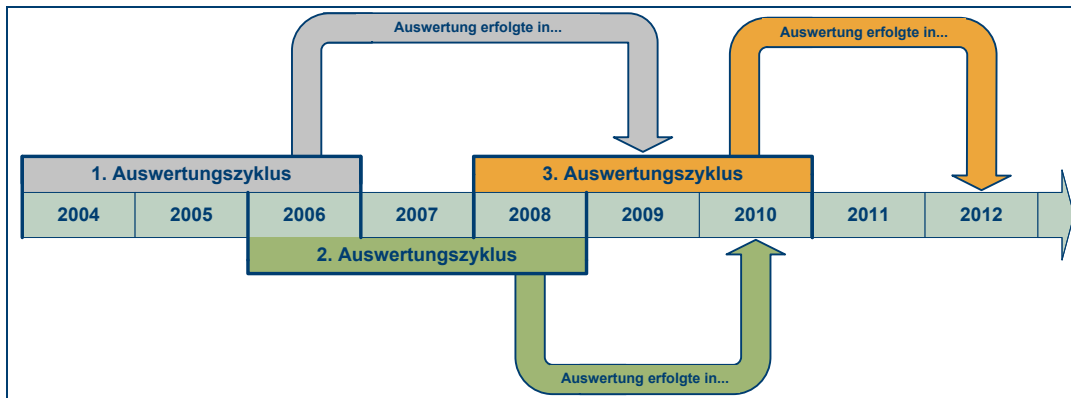 Auswertung erfolgte in...
Auswertung erfolgte in...
1. Auswertungszyklus
3. Auswertungszyklus
2004 2005 2006 2007 2008 2009 2010 2011 2012
2. Auswertungszyklus
Auswertung erfolgte in...